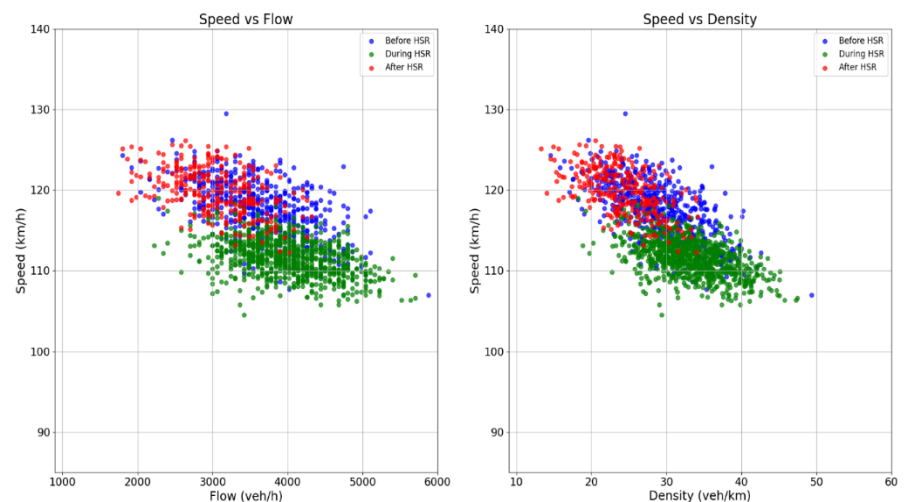 Speed vs Flow
140
130
120
110
100
90
Speed (km/h)
1000 2000 3000 4000 5000 6000
Flow (veh/h)
Before HSR
During HSR
After HSR
Speed vs Density
140
130
120
110
100
90
Speed (km/h)
10 20 30 40 50 60
Density (veh/km)
Before HSR
During HSR
After HSR